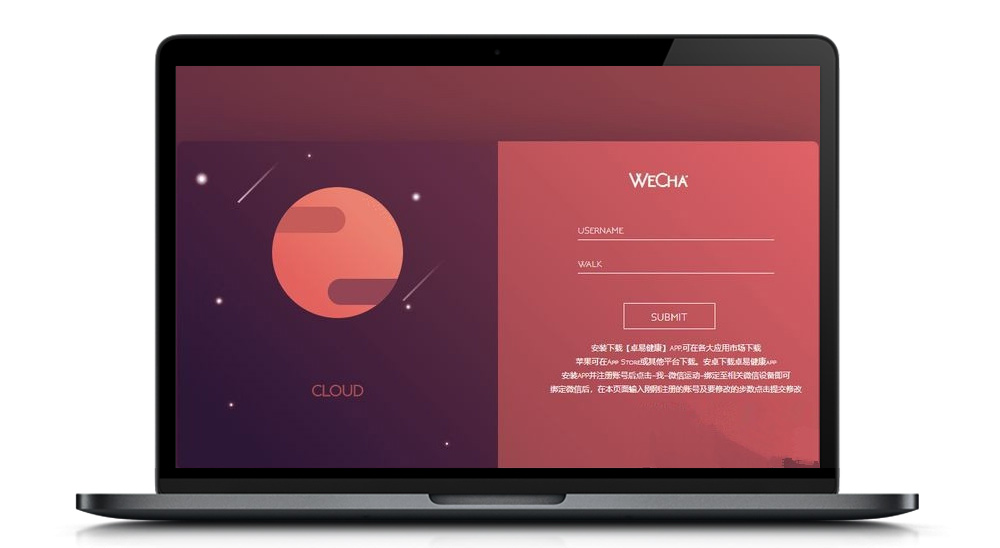 WECHA
USERNAME
WALK
SUBMIT
安装下载【卓易健康】APP,可在各大应用市场下载
苹果可在APP STORE或其他平台下载。安卓下载卓易健康APP
安装APP并注册账号后点击-我-微信运动-绑定至相关微信设备即可
绑定微信后，在本页面输入刚刚注册的账号及要修改的步数点击提交修改
CLOUD